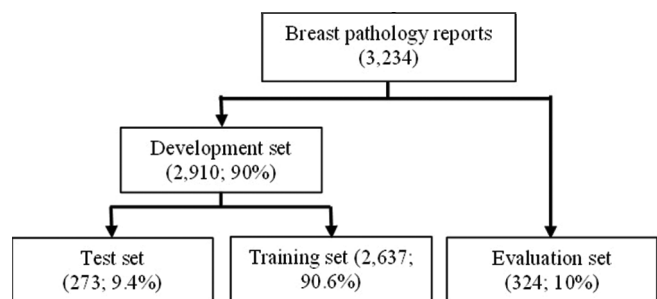 Breast pathology reports
(3,234)
Development set
(2,910; 90%)
Test set
(273; 9.4%)
Training set (2,637;
90.6%)
Evaluation set
(324; 10%)